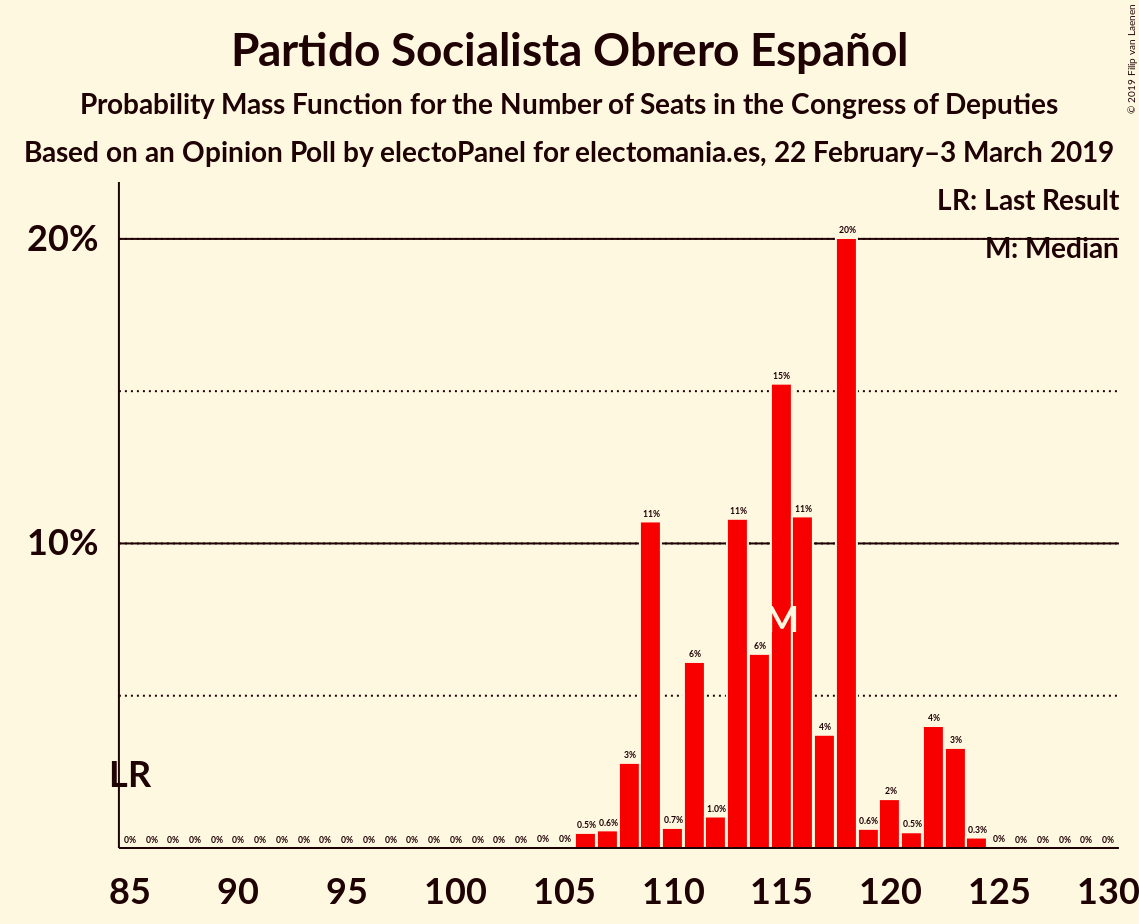 Partido Socialista Obrero Español
Probability Mass Function for the Number of Seats in the Congress of Deputies
Based on an Opinion Poll by electoPanel for electomania.es, 22 February–3 March 2019
© 2019 Filip van Laenen
LR: Last Result
M: Median
20%
10%
LR
M
0% 0% 0% 0% 0% 0% 0% 0% 0% 0% 0% 0% 0% 0% 0% 0% 0% 0% 0% 0% 0% 0.5% 0.6% 3% 11% 0.7% 6% 1.0% 11% 6% 15% 11% 4% 20% 0.6% 2% 0.5% 4% 3% 0.3% 0% 0% 0% 0% 0% 0%
85 90 95 100 105 110 115 120 125 130